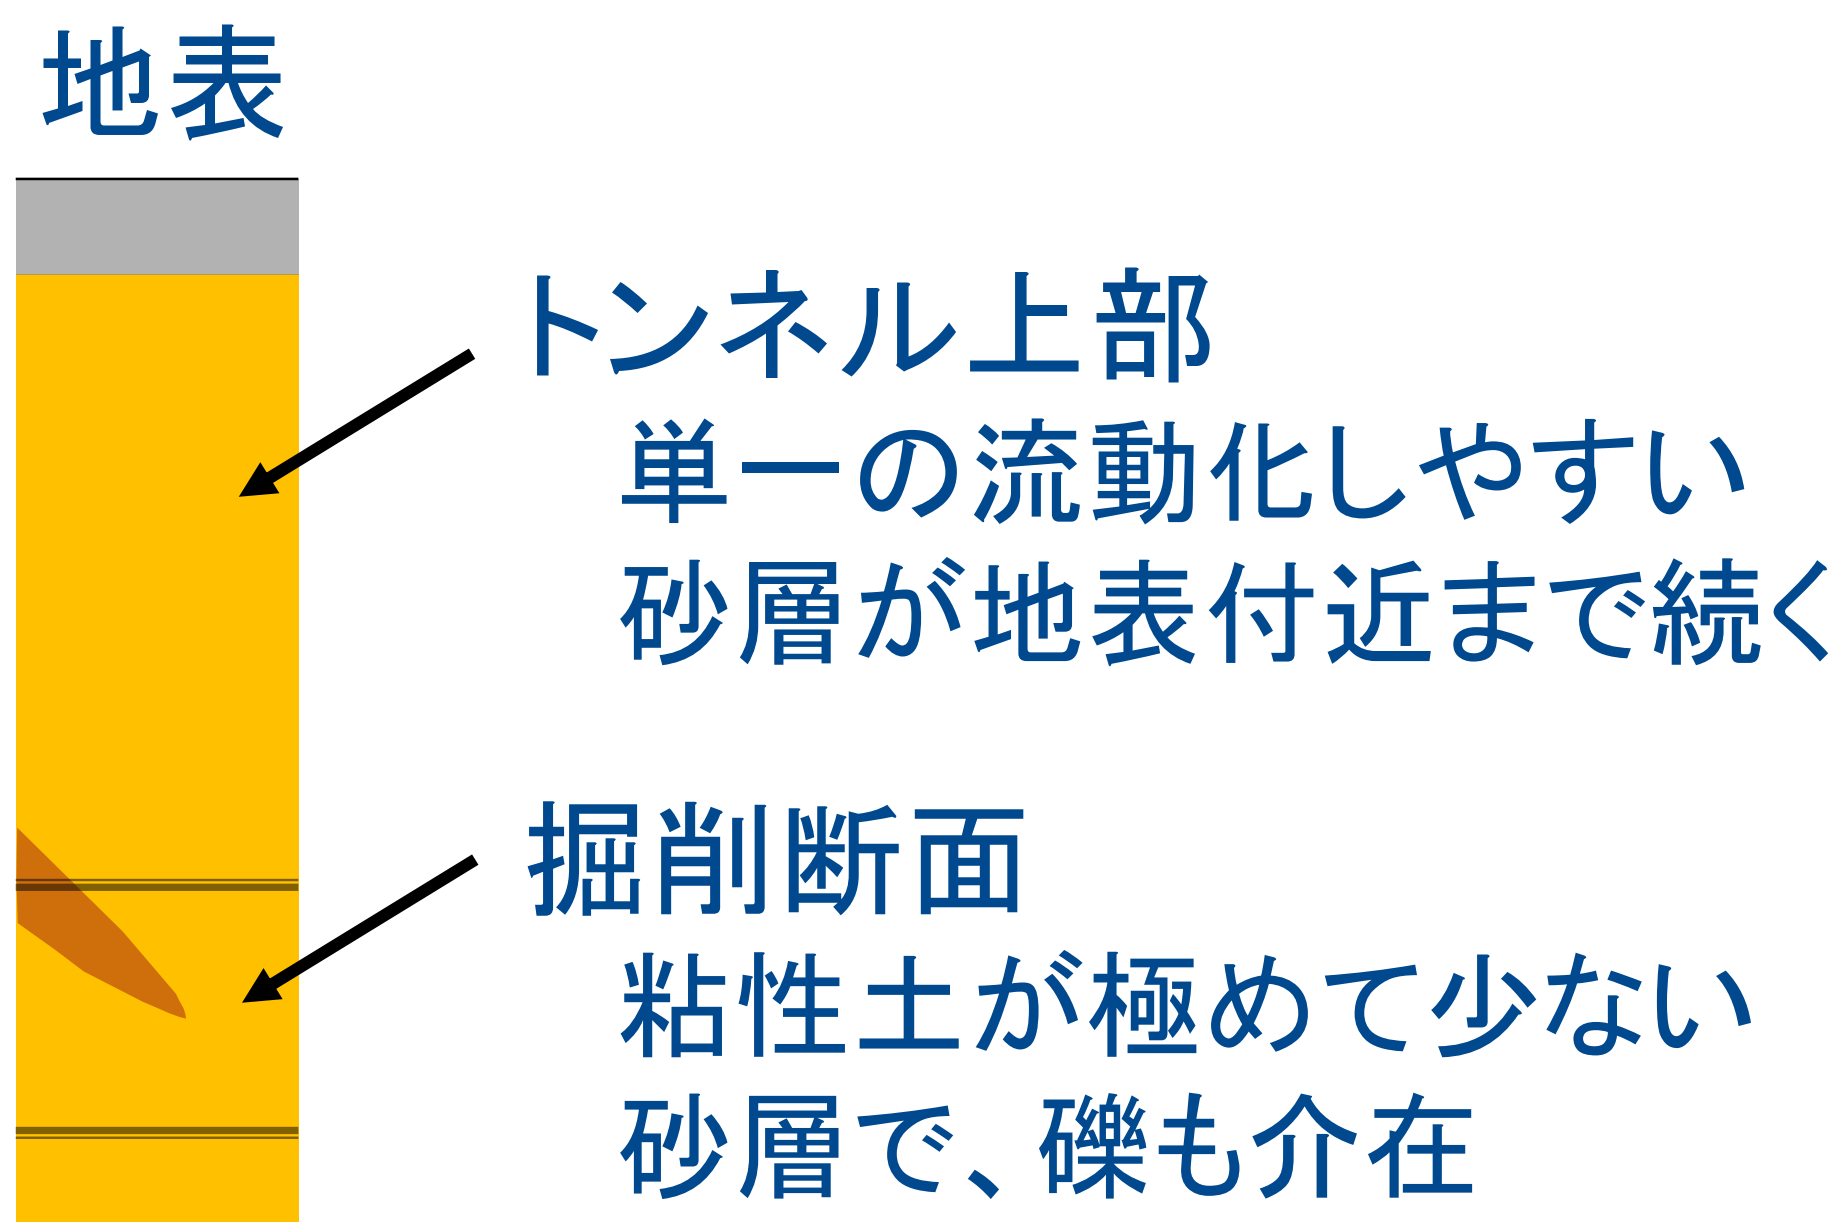 地表
トンネル上部
単一の流動化しやすい
砂層が地表付近まで続く
掘削断面
粘性土が極めて少ない
砂層で、礫も介在